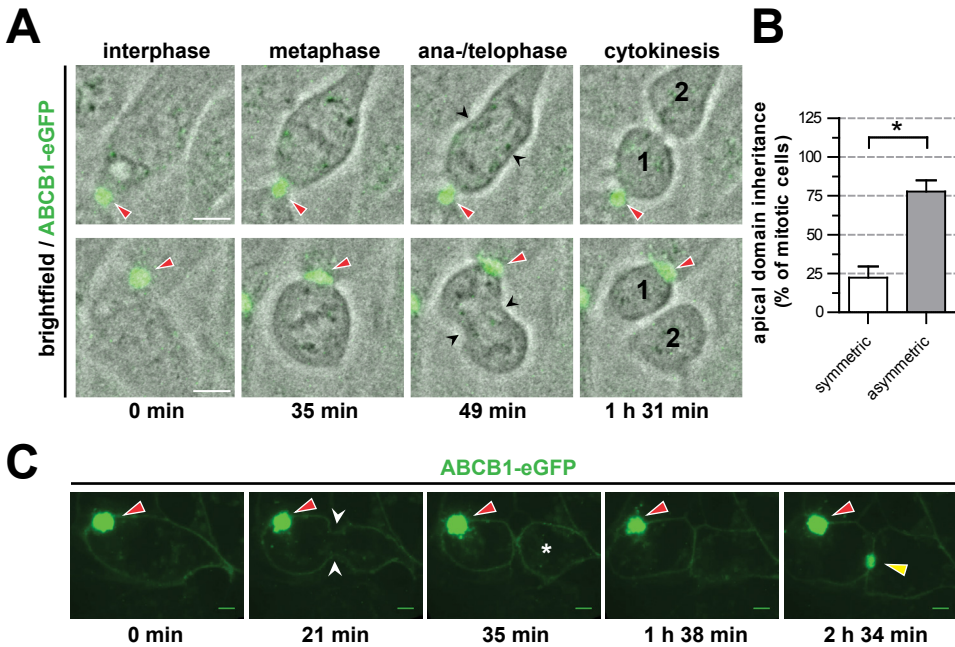 A
interphase metaphase ana-/telophase cytokinesis
brightfield / ABCB1-eGFP
1
2
1
2
0 min 35 min 49 min 1 h 31 min
B
apical domain inheritance
(% of mitotic cells)
125
100
75
50
25
0
*
symmetric
asymmetric
C
ABCB1-eGFP
*
0 min 21 min 35 min 1 h 38 min 2 h 34 min